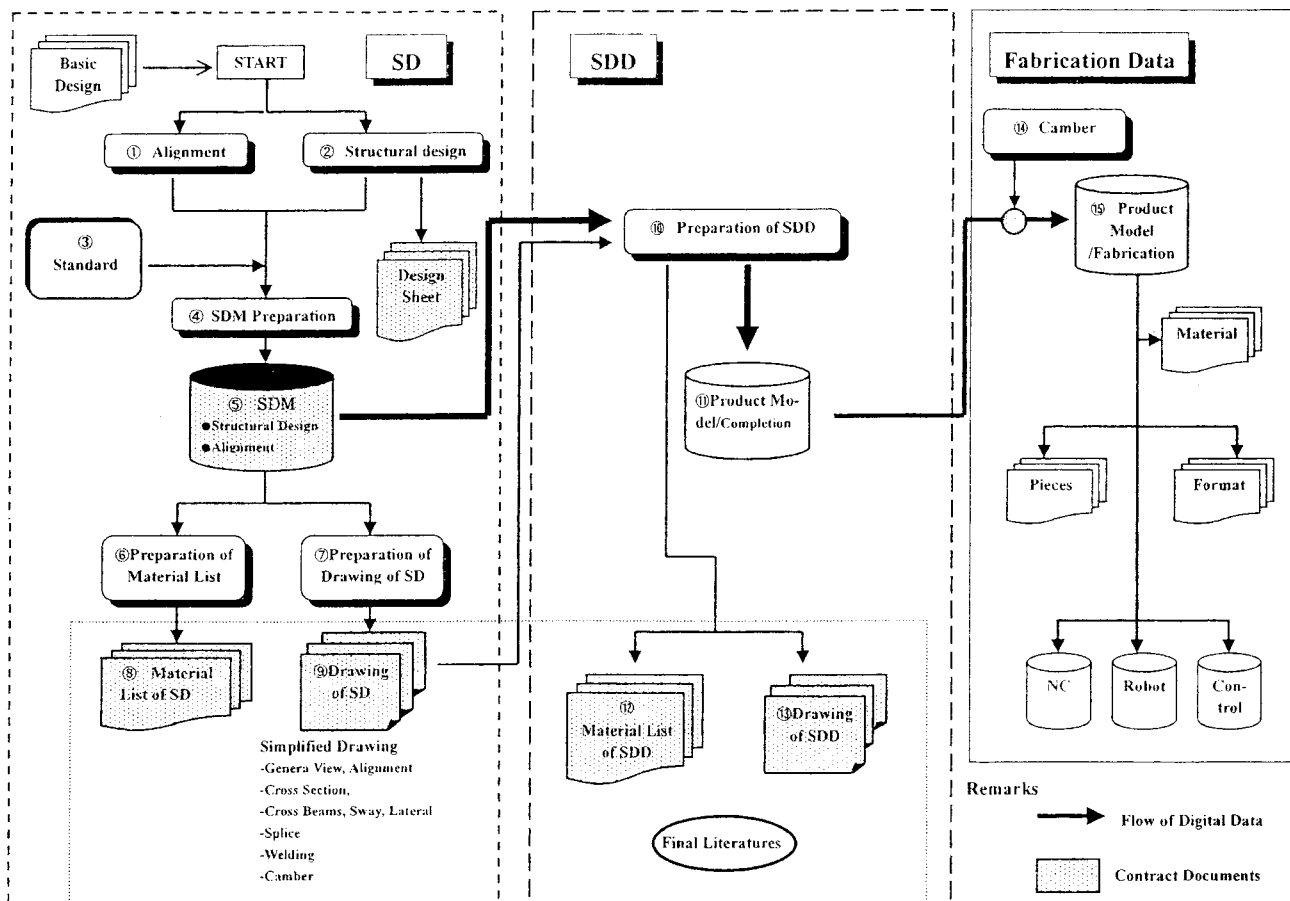 Basic
Design
START
SD
① Alignment
② Structural design
③
Standard
Design
Sheet
④ SDM Preparation
⑤ SDM
●Structural Design
●Alignment
⑥Preparation of
Material List
⑦Preparation of
Drawing of SD
⑧ Material
List of SD
⑨Drawing
of SD
Simplified Drawing
-Genera View, Alignment
-Cross Section,
-Cross Beams, Sway, Lateral
-Splice
-Welding
-Camber
SDD
⑩ Preparation of SDD
⑪Product Mo-
del/Completion
⑫
Material List
of SDD
⑬Drawing
of SDD
Final Literatures
Fabrication Data
⑭ Camber
⑮ Product
Model
/Fabrication
Material
Pieces
Format
NC
Robot
Con-
trol
Remarks
Flow of Digital Data
Contract Documents